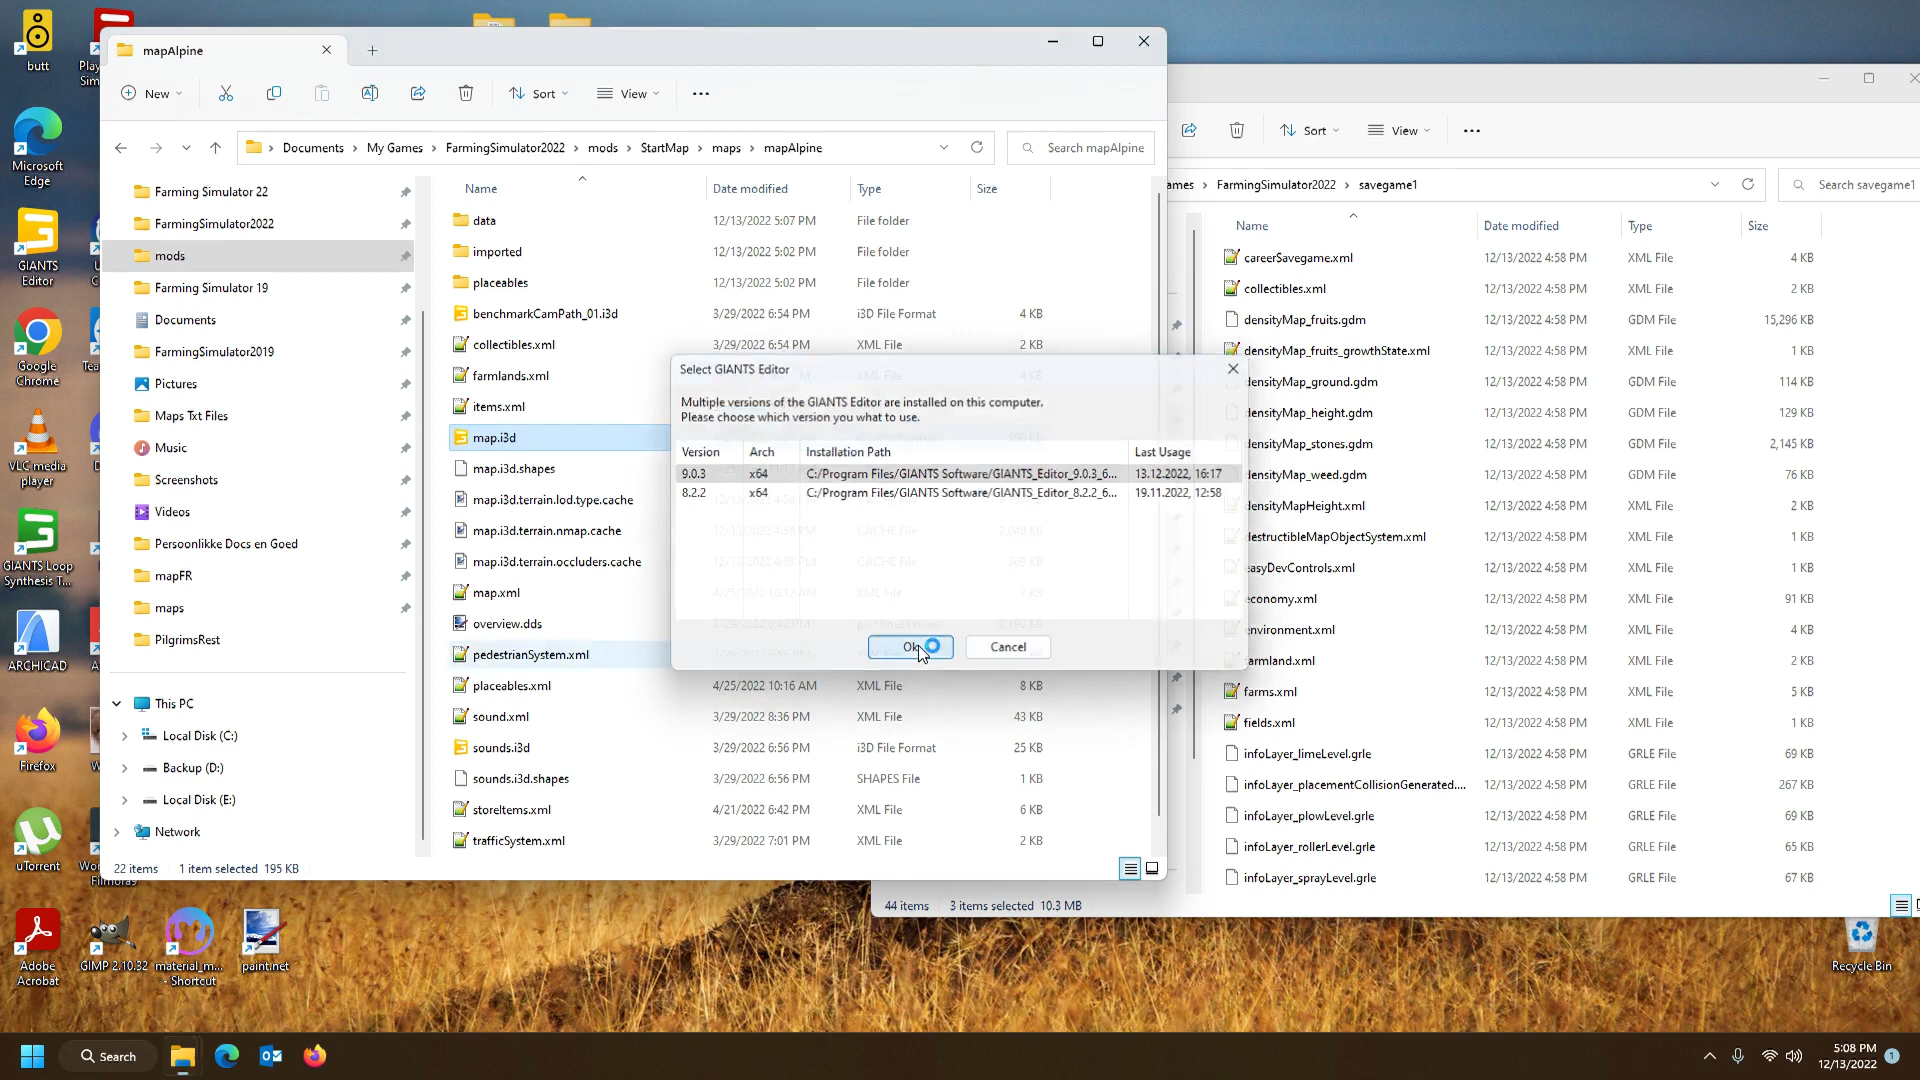 butt
Microsoft
Edge
GIANTS
Editor
Google
Chrome
VLC media
player
GIANTS Loop
Synthesis T...
ARCHICAD
Firefox
uTorrent
Adobe
Acrobat
GIMP 2.10.32
material_m...
- Shortcut
paint.net
Recycle Bin
mapAlpine
New
Sort
View
Documents
My Games
FarmingSimulator2022
mods
StartMap
maps
mapAlpine
Search mapAlpine
Farming Simulator 22
FarmingSimulator2022
mods
Farming Simulator 19
Documents
FarmingSimulator2019
Pictures
Maps Txt Files
Music
Screenshots
Videos
Persoonlikke Docs en Goed
mapFR
maps
PilgrimsRest
This PC
Local Disk (C:)
Backup (D:)
Local Disk (E:)
Network
Name Date modified Type Size
data 12/13/2022 5:07 PM File folder
imported 12/13/2022 5:02 PM File folder
placeables 12/13/2022 5:02 PM File folder
benchmarkCamPath_01.i3d 3/29/2022 6:54 PM i3D File Format 4 KB
collectibles.xml 3/29/2022 6:54 PM XML File 2 KB
farmlands.xml
items.xml
map.i3d
map.i3d.shapes
map.i3d.terrain.lod.type.cache
map.i3d.terrain.nmap.cache
map.i3d.terrain.occluders.cache
map.xml
overview.dds
pedestrianSystem.xml
placeables.xml 4/25/2022 10:16 AM XML File 8 KB
sound.xml 3/29/2022 8:36 PM XML File 43 KB
sounds.i3d 3/29/2022 6:56 PM i3D File Format 25 KB
sounds.i3d.shapes 3/29/2022 6:56 PM SHAPES File 1 KB
storeItems.xml 4/21/2022 6:42 PM XML File 6 KB
trafficSystem.xml 3/29/2022 7:01 PM XML File 2 KB
22 items 1 item selected 195 KB
Select GIANTS Editor
Multiple versions of the GIANTS Editor are installed on this computer.
Please choose which version you what to use.
Version Arch Installation Path Last Usage
9.0.3 x64 C:/Program Files/GIANTS Software/GIANTS_Editor_9.0.3_6... 13.12.2022, 16:17
8.2.2 x64 C:/Program Files/GIANTS Software/GIANTS_Editor_8.2.2_6... 19.11.2022, 12:58
Ok
Cancel
Sort
View
FarmingSimulator2022
savegame1
Search savegame1
Name Date modified Type Size
careerSavegame.xml 12/13/2022 4:58 PM XML File 4 KB
collectibles.xml 12/13/2022 4:58 PM XML File 2 KB
densityMap_fruits.gdm 12/13/2022 4:58 PM GDM File 15,296 KB
densityMap_fruits_growthState.xml 12/13/2022 4:58 PM XML File 1 KB
densityMap_ground.gdm 12/13/2022 4:58 PM GDM File 114 KB
densityMap_height.gdm 12/13/2022 4:58 PM GDM File 129 KB
densityMap_stones.gdm 12/13/2022 4:58 PM GDM File 2,145 KB
densityMap_weed.gdm 12/13/2022 4:58 PM GDM File 76 KB
densityMapHeight.xml 12/13/2022 4:58 PM XML File 2 KB
destructibleMapObjectSystem.xml 12/13/2022 4:58 PM XML File 1 KB
easyDevControls.xml 12/13/2022 4:58 PM XML File 1 KB
economy.xml 12/13/2022 4:58 PM XML File 91 KB
environment.xml 12/13/2022 4:58 PM XML File 4 KB
farmland.xml 12/13/2022 4:58 PM XML File 2 KB
farms.xml 12/13/2022 4:58 PM XML File 5 KB
fields.xml 12/13/2022 4:58 PM XML File 1 KB
infoLayer_limeLevel.grle 12/13/2022 4:58 PM GRLE File 69 KB
infoLayer_placementCollisionGenerated.... 12/13/2022 4:58 PM GRLE File 267 KB
infoLayer_plowLevel.grle 12/13/2022 4:58 PM GRLE File 69 KB
infoLayer_rollerLevel.grle 12/13/2022 4:58 PM GRLE File 65 KB
infoLayer_sprayLevel.grle 12/13/2022 4:58 PM GRLE File 67 KB
44 items 3 items selected 10.3 MB
Search
5:08 PM
12/13/2022
1